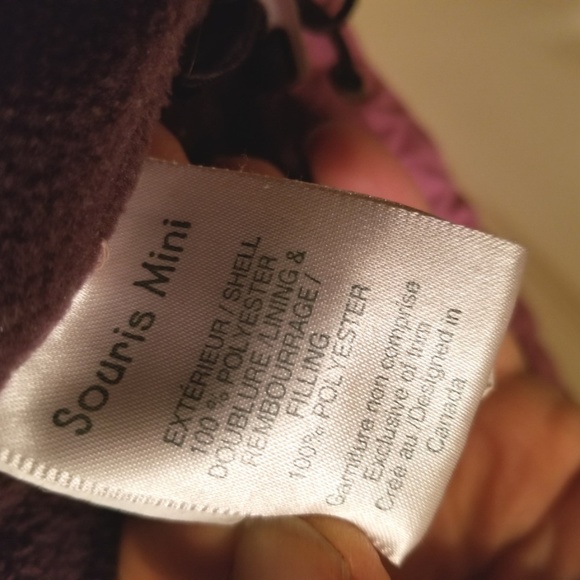 Souris Mini
EXTÉRIEUR / SHELL
100 % POLYESTER
DOUBLURE / LINING &
REMBOURRAGE /
FILLING
100% POLYESTER
Garniture non comprise
Exclusive of trim
Crée au /Designed in
Canada